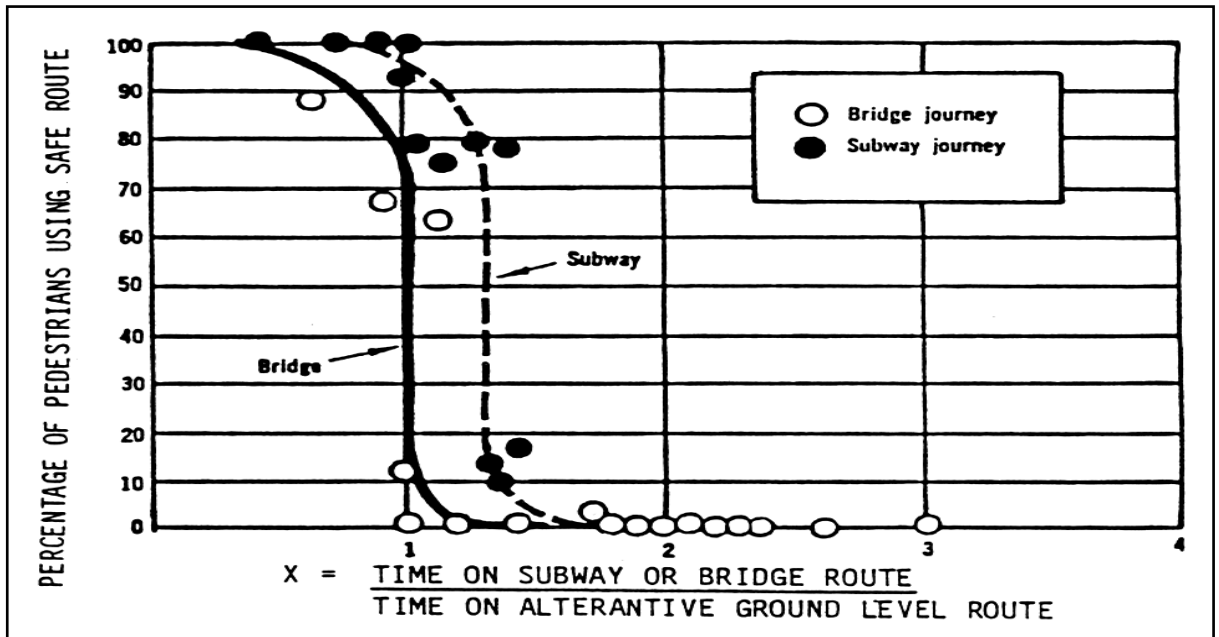 PERCENTAGE OF PEDESTRIANS USING SAFE ROUTE
100
90
80
70
60
50
40
30
20
10
0
Bridge journey
Subway journey
Subway
Bridge
1
2
3
4
X = TIME ON SUBWAY OR BRIDGE ROUTE
TIME ON ALTERANTIVE GROUND LEVEL ROUTE